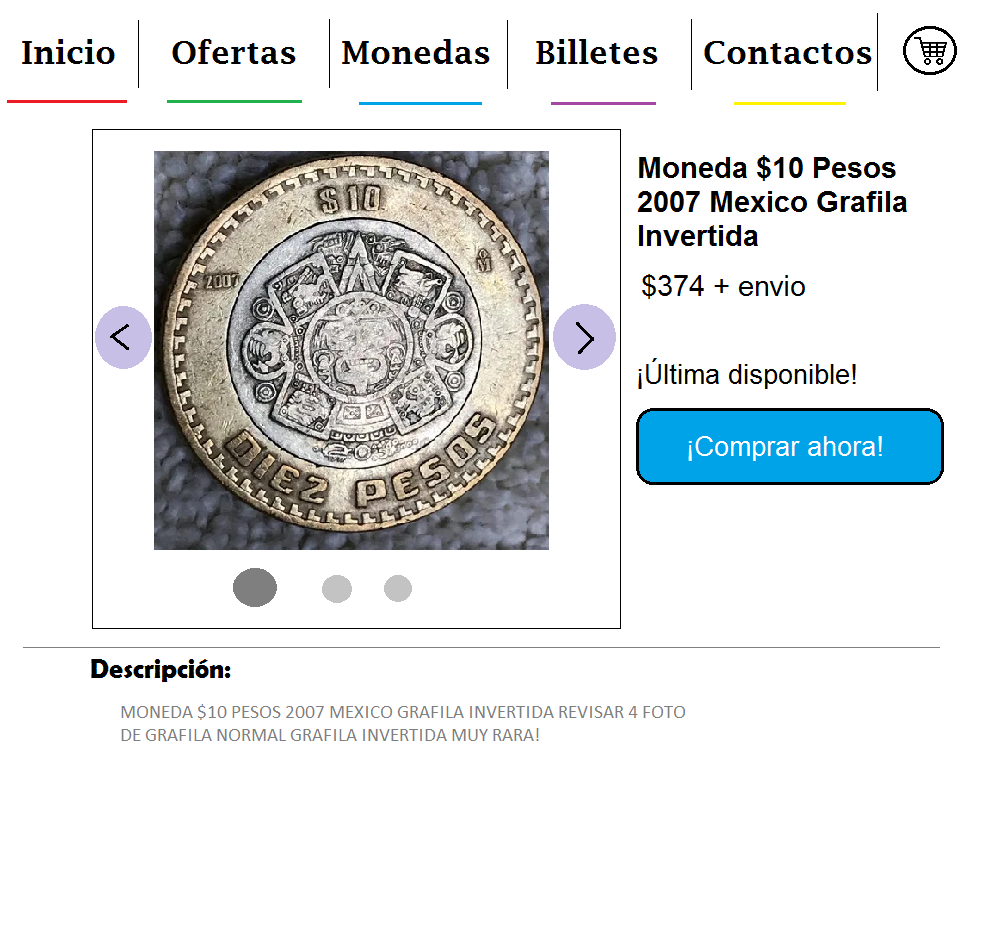 Inicio
Ofertas
Monedas
Billetes
Contactos
$10
2007
M
DIEZ PESOS
Moneda $10 Pesos
2007 Mexico Grafila
Invertida
$374 + envio
¡Última disponible!
¡Comprar ahora!
Descripción:
MONEDA $10 PESOS 2007 MEXICO GRAFILA INVERTIDA REVISAR 4 FOTO
DE GRAFILA NORMAL GRAFILA INVERTIDA MUY RARA!